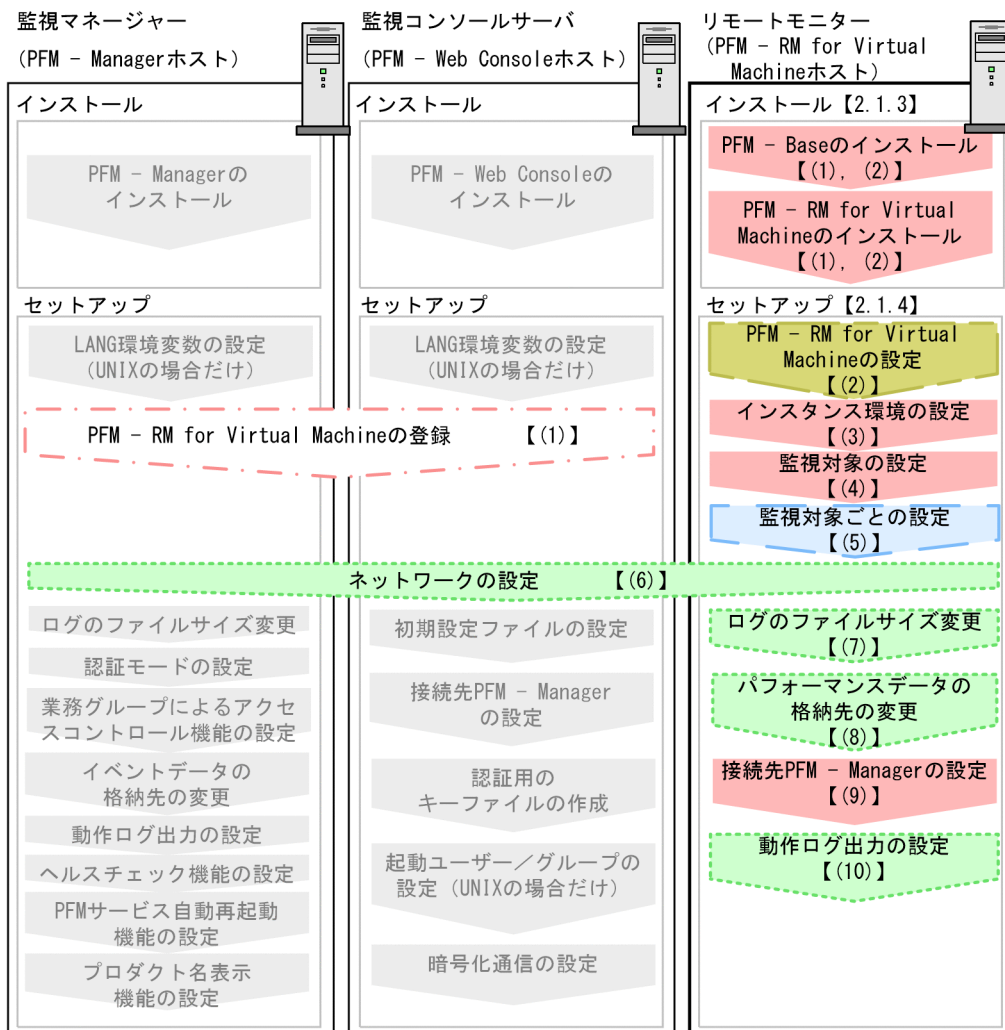 監視マネージャー
(PFM - Managerホスト)
インストール
PFM - Managerの
インストール
セットアップ
LANG環境変数の設定
(UNIXの場合だけ)
監視コンソールサーバ
(PFM - Web Consoleホスト)
インストール
PFM - Web Consoleの
インストール
セットアップ
LANG環境変数の設定
(UNIXの場合だけ)
PFM - RM for Virtual Machineの登録 【(1)】
リモートモニター
(PFM - RM for Virtual
Machineホスト)
インストール【2.1.3】
PFM - Baseのインストール
【(1), (2)】
PFM - RM for Virtual
Machineのインストール
【(1), (2)】
セットアップ【2.1.4】
PFM - RM for Virtual
Machineの設定
【(2)】
インスタンス環境の設定
【(3)】
監視対象の設定
【(4)】
監視対象ごとの設定
【(5)】
ネットワークの設定 【(6)】
ログのファイルサイズ変更
認証モードの設定
業務グループによるアクセ
スコントロール機能の設定
イベントデータの
格納先の変更
動作ログ出力の設定
ヘルスチェック機能の設定
PFMサービス自動再起動
機能の設定
プロダクト名表示
機能の設定
初期設定ファイルの設定
接続先PFM - Manager
の設定
認証用の
キーファイルの作成
起動ユーザー／グループの
設定 (UNIXの場合だけ)
暗号化通信の設定
ログのファイルサイズ変更
【(7)】
パフォーマンスデータの
格納先の変更
【(8)】
接続先PFM - Managerの設定
【(9)】
動作ログ出力の設定
【(10)】